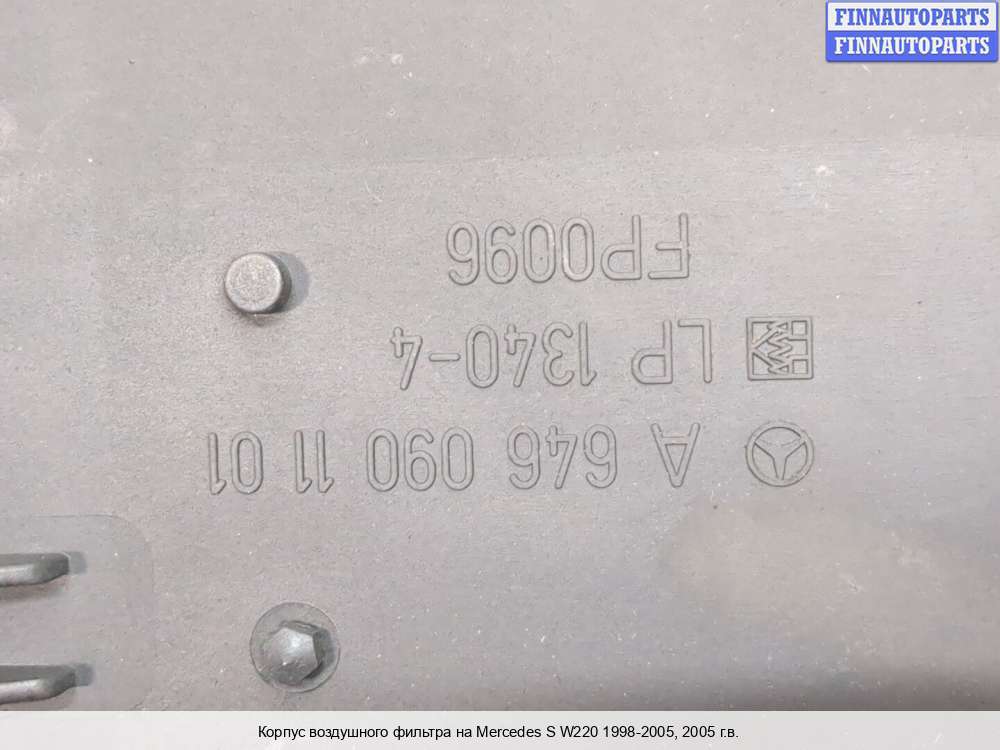 FINNAUTOPARTS
FINNAUTOPARTS
A 646 090 11 01
LP 1340-4
FP0096
Корпус воздушного фильтра на Mercedes S W220 1998-2005, 2005 г.в.